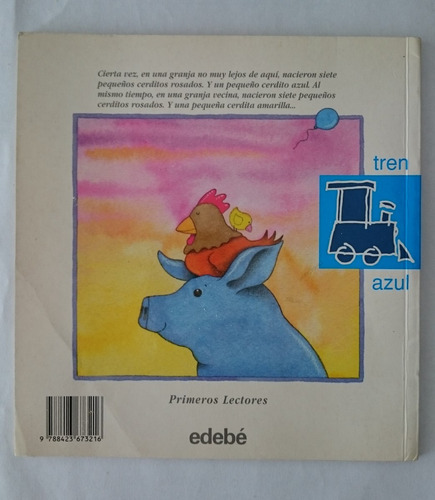 Cierta vez, en una granja no muy lejos de aquí, nacieron siete
pequeños cerditos rosados. Y un pequeño cerdito azul. Al
mismo tiempo, en una granja vecina, nacieron siete pequeños
cerditos rosados. Y una pequeña cerdita amarilla...
tren
azul
Primeros Lectores
edebé
9 788423 673216